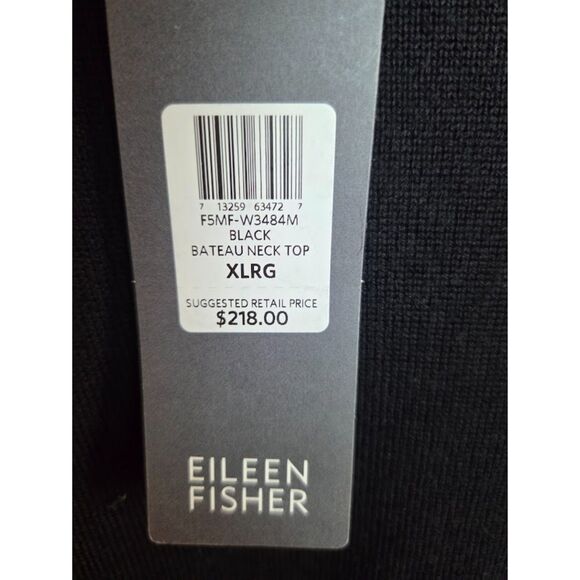 7 13259 63472 7
F5MF-W3484M
BLACK
BATEAU NECK TOP
XLRG
SUGGESTED RETAIL PRICE
$218.00
EILEEN
FISHER